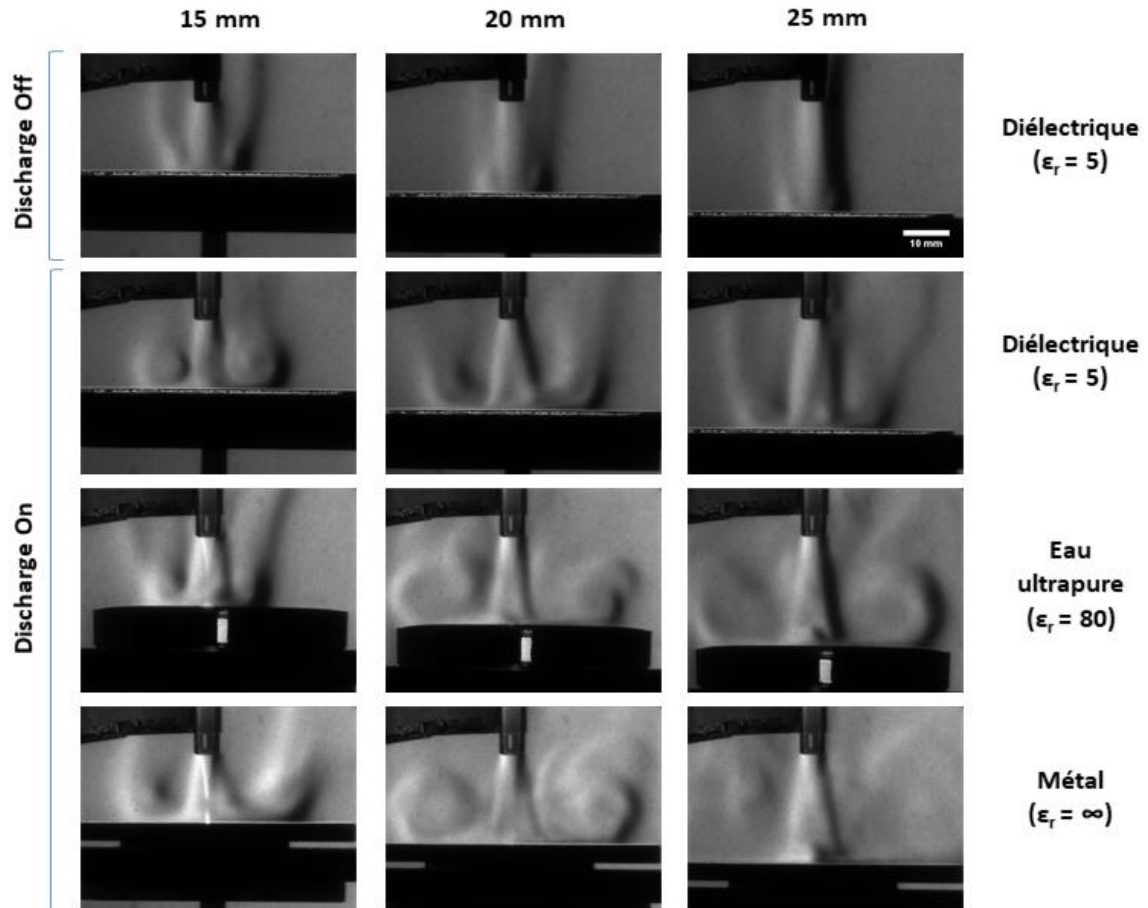 15 mm
20 mm
25 mm
Discharge Off
Diélectrique
(εr = 5)
10 mm
Discharge On
Diélectrique
(εr = 5)
Eau
ultrapure
(εr = 80)
Métal
(εr = ∞)